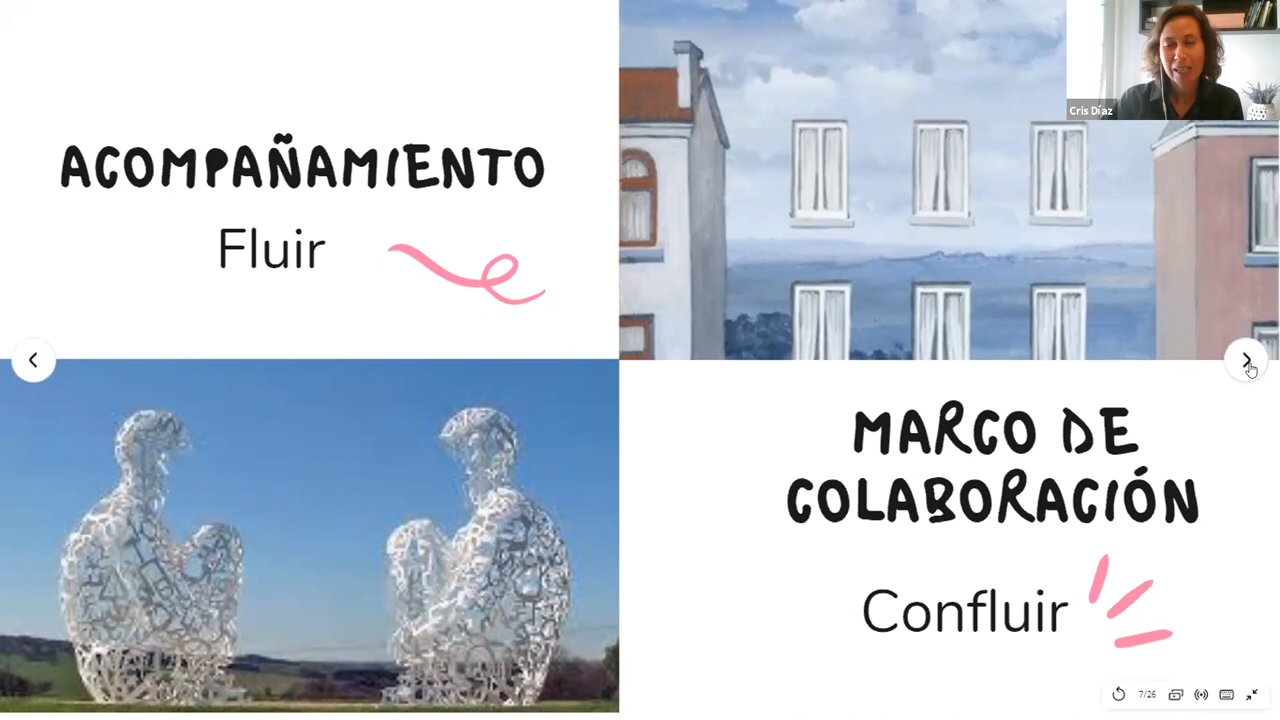 Cris Díaz
ACOMPAÑAMIENTO
Fluir
MARCO DE
COLABORACIÓN
Confluir
7/26